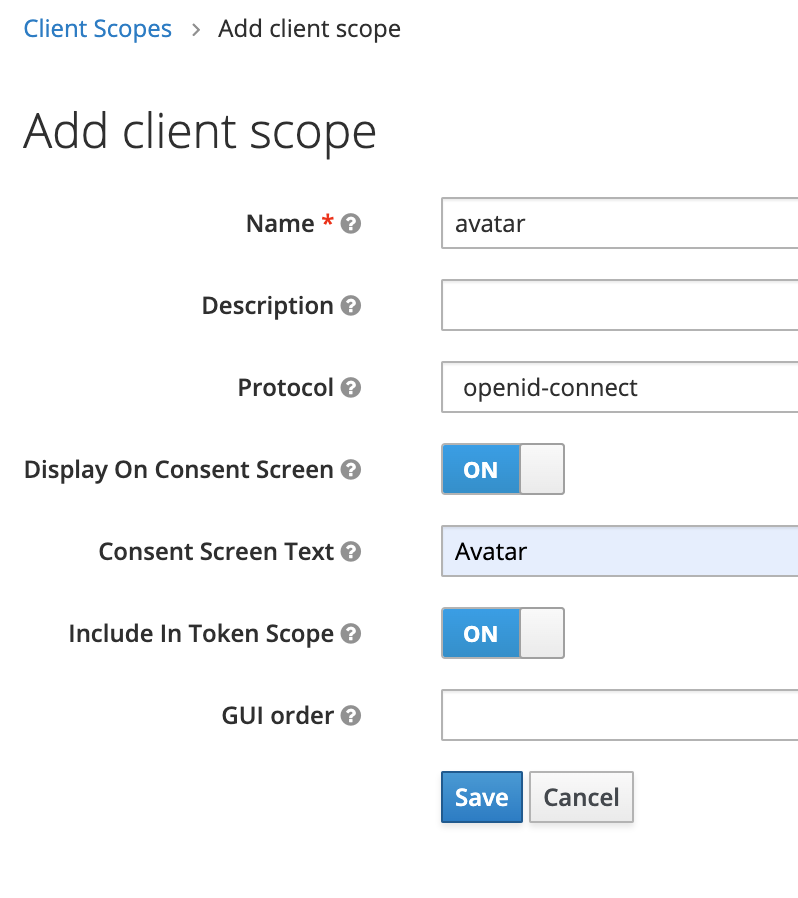 Client Scopes > Add client scope
Add client scope
Name * ?
avatar
Description ?
Protocol ?
openid-connect
Display On Consent Screen ?
ON
Consent Screen Text ?
Avatar
Include In Token Scope ?
ON
GUI order ?
Save Cancel